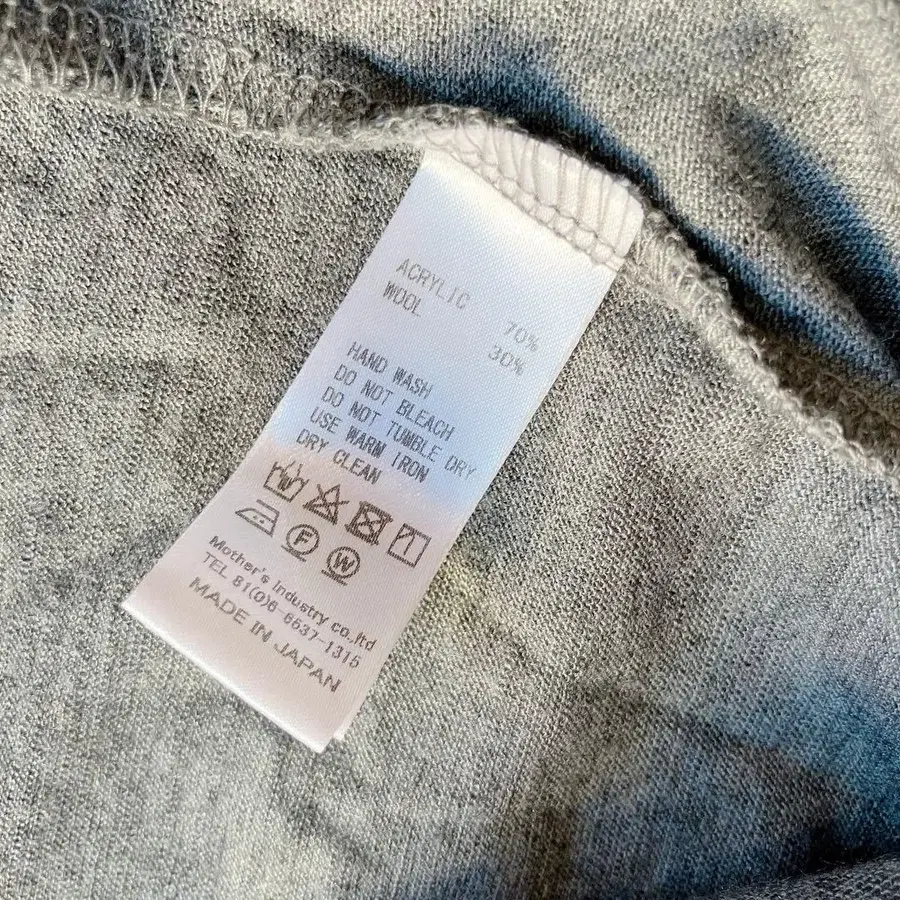 ACRYLIC 70%
WOOL 30%
HAND WASH
DO NOT BLEACH
DO NOT TUMBLE DRY
USE WARM IRON
DRY CLEAN
F W
Mother's Industry co.,ltd
TEL 81(0)6-6537-1315
MADE IN JAPAN